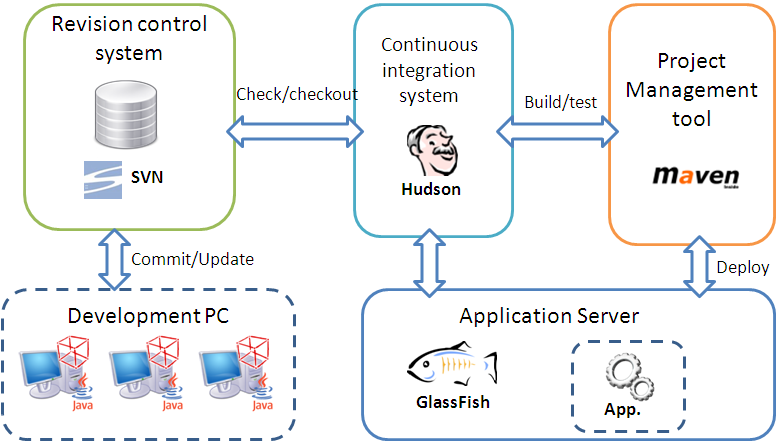 Revision control
system
SVN
Check/checkout
Continuous
integration
system
Hudson
Build/test
Project
Management
tool
maven
inside
Commit/Update
Deploy
Development PC
Java
Java
Java
Application Server
GlassFish
App.